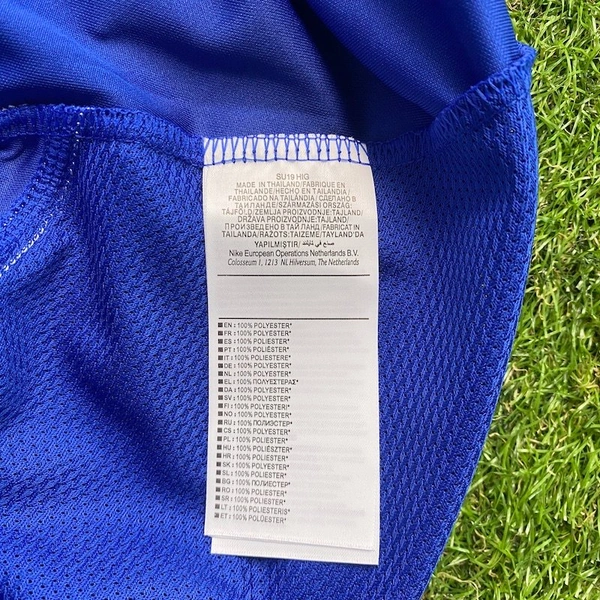 SU19 HIG
MADE IN THAILAND/FABRIQUE EN
THAILANDE/HECHO EN TAILANDIA/
FABRICADO NA TAILÂNDIA/СДЕЛАНО В
ТАИЛАНДЕ/SZÁRMAZÁSI ORSZÁG:
TÁJFÖLD/ZEMLJA PROIZVODNJE:TAJLAND/
DRŽAVA PROIZVODNJE:TAJLAND/
ПРОИЗВЕДЕНО В ТАЙ ЛАНД/FABRICAT IN
TAILANDA/RAŽOTS:TAIZEME/TAYLAND'DA
YAPILMIŞTIR/صنع في تايلند
Nike European Operations Netherlands B.V.
Colosseum 1, 1213 NL Hilversum, The Netherlands
EN: 100% POLYESTER*
FR: 100% POLYESTER*
ES: 100% POLIÉSTER*
PT: 100% POLIÉSTER*
IT: 100% POLIESTERE*
DE: 100% POLYESTER*
NL: 100% POLYESTER*
EL: 100% ΠΟΛΥΕΣΤΕΡΑΣ*
DA: 100% POLYESTER*
SV: 100% POLYESTER*
FI: 100% POLYESTER*
NO: 100% POLYESTER*
RU: 100% ПОЛИЭСТЕР*
CS: 100% POLYESTER*
PL: 100% POLIESTER*
HU: 100% POLIÉSZTER*
HR: 100% POLIESTER*
SK: 100% POLYESTER*
SL: 100% POLIESTER*
BG: 100% ПОЛИЕСТЕР*
RO: 100% POLIESTER*
SR: 100% POLIESTER*
LT: 100% POLIESTERIS*
ET: 100% POLÜESTER*